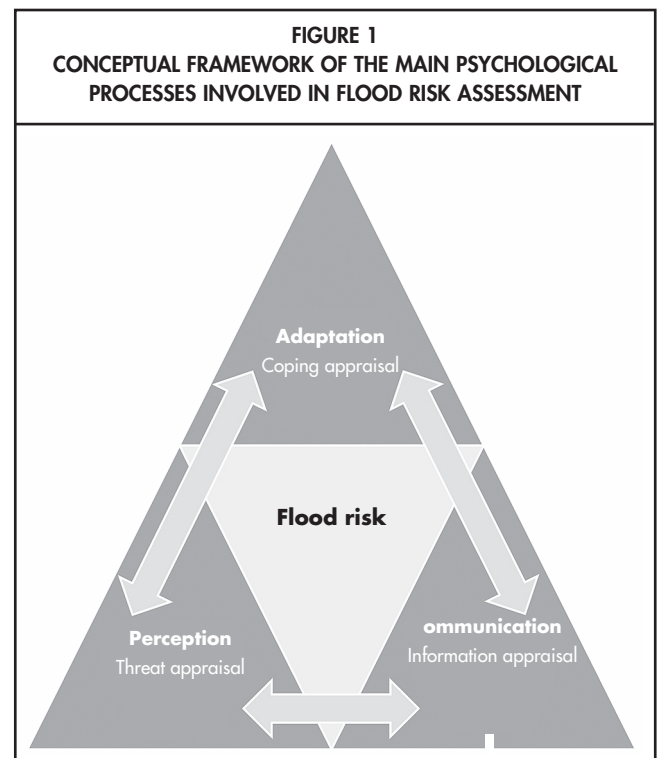 FIGURE 1
CONCEPTUAL FRAMEWORK OF THE MAIN PSYCHOLOGICAL
PROCESSES INVOLVED IN FLOOD RISK ASSESSMENT
Adaptation
Coping appraisal
Flood risk
Perception
Threat appraisal
ommunication
Information appraisal